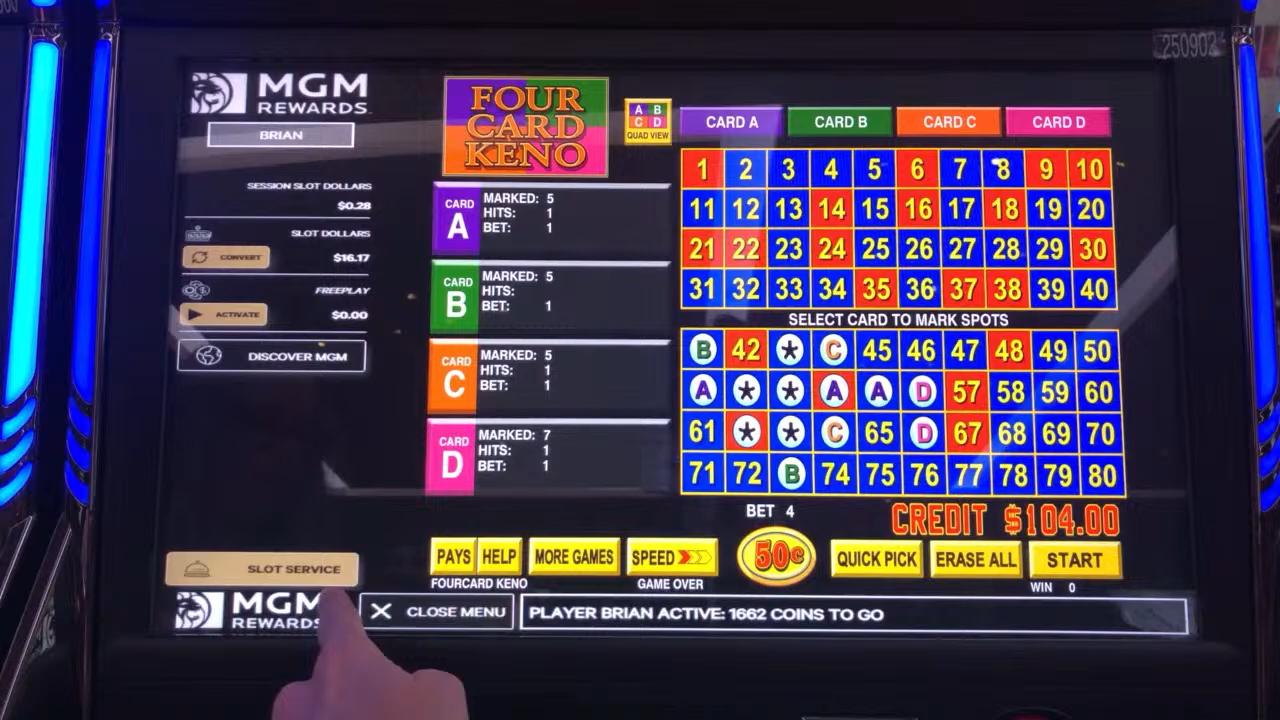 250902
MGM
REWARDS
BRIAN
SESSION SLOT DOLLARS
$0.28
SLOT DOLLARS
CONVERT
$16.17
FREEPLAY
ACTIVATE
$0.00
DISCOVER MGM
SLOT SERVICE
FOUR
CARD
KENO
A B
C D
QUAD VIEW
CARD A
CARD B
CARD C
CARD D
CARD
A
MARKED: 5
HITS: 1
BET: 1
CARD
B
MARKED: 5
HITS:
BET: 1
CARD
C
MARKED: 5
HITS: 1
BET: 1
CARD
D
MARKED: 7
HITS: 1
BET: 1
1 2 3 4 5 6 7 8 9 10
11 12 13 14 15 16 17 18 19 20
21 22 23 24 25 26 27 28 29 30
31 32 33 34 35 36 37 38 39 40
SELECT CARD TO MARK SPOTS
B 42 ★ C 45 46 47 48 49 50
A ★ ★ A A D 57 58 59 60
61 ★ ★ C 65 D 67 68 69 70
71 72 B 74 75 76 77 78 79 80
BET 4
CREDIT $104.00
PAYS
HELP
MORE GAMES
SPEED
50¢
QUICK PICK
ERASE ALL
START
FOURCARD KENO
GAME OVER
WIN 0
MGM
REWARDS
CLOSE MENU
PLAYER BRIAN ACTIVE: 1662 COINS TO GO